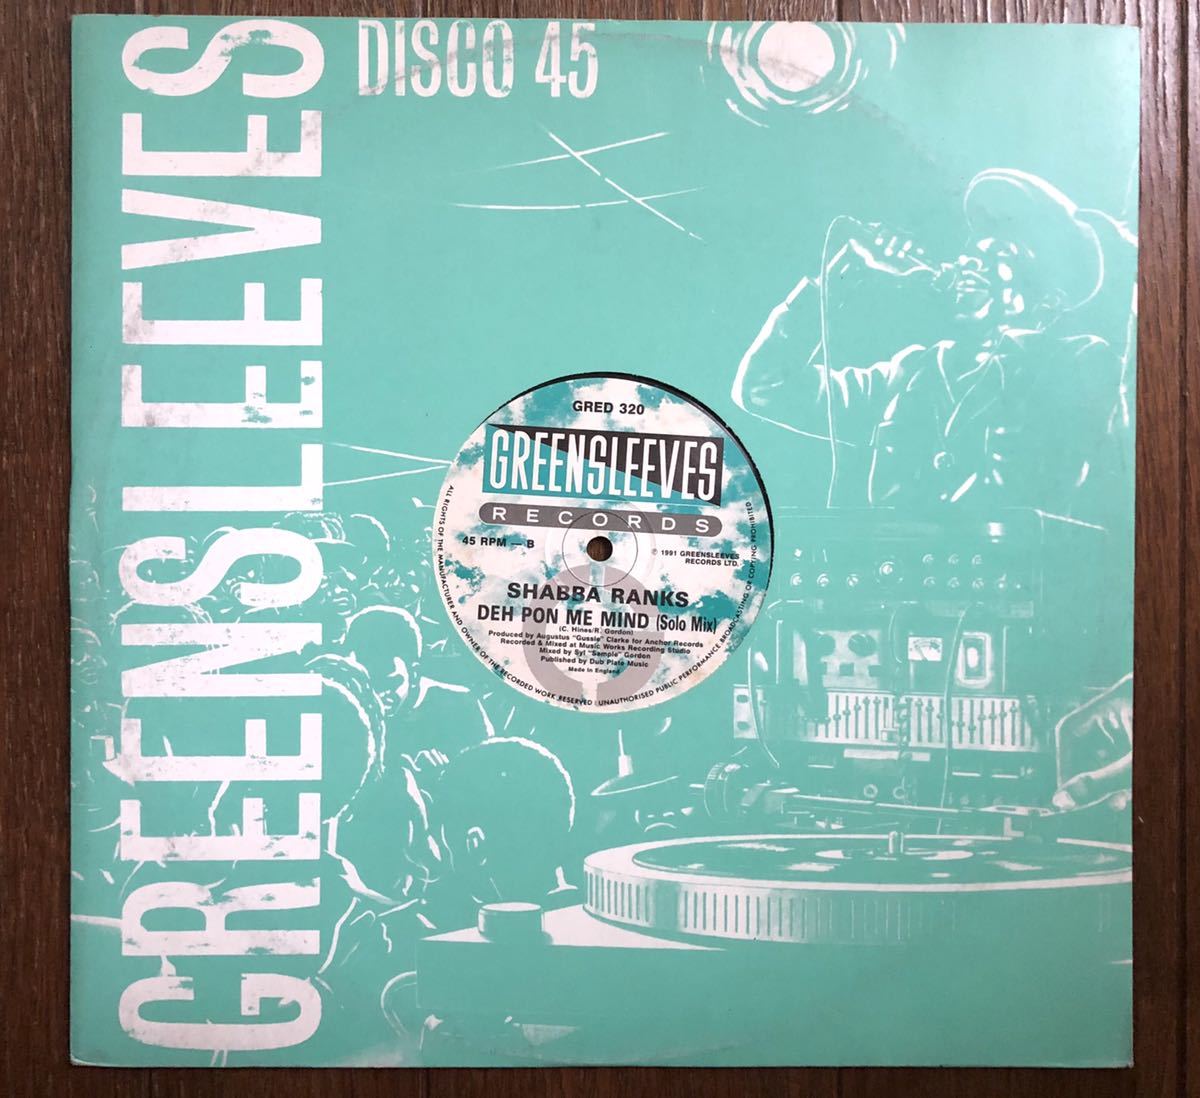 GREENSLEEVES
DISCO 45
GRED 320
GREENSLEEVES
RECORDS
45 RPM — B
℗ 1991 GREENSLEEVES
RECORDS LTD.
SHABBA RANKS
DEH PON ME MIND (Solo Mix)
(C. Hines/R. Gordon)
Produced by Augustus "Gussie" Clarke for Anchor Records
Recorded & Mixed at Music Works Recording Studio
Mixed by Syl "Sample" Gordon
Published by Dub Plate Music
Made in England
ALL RIGHTS OF THE MANUFACTURER AND OWNER OF THE RECORDED WORK RESERVED UNAUTHORISED PUBLIC PERFORMANCE BROADCASTING OR COPYING PROHIBITED